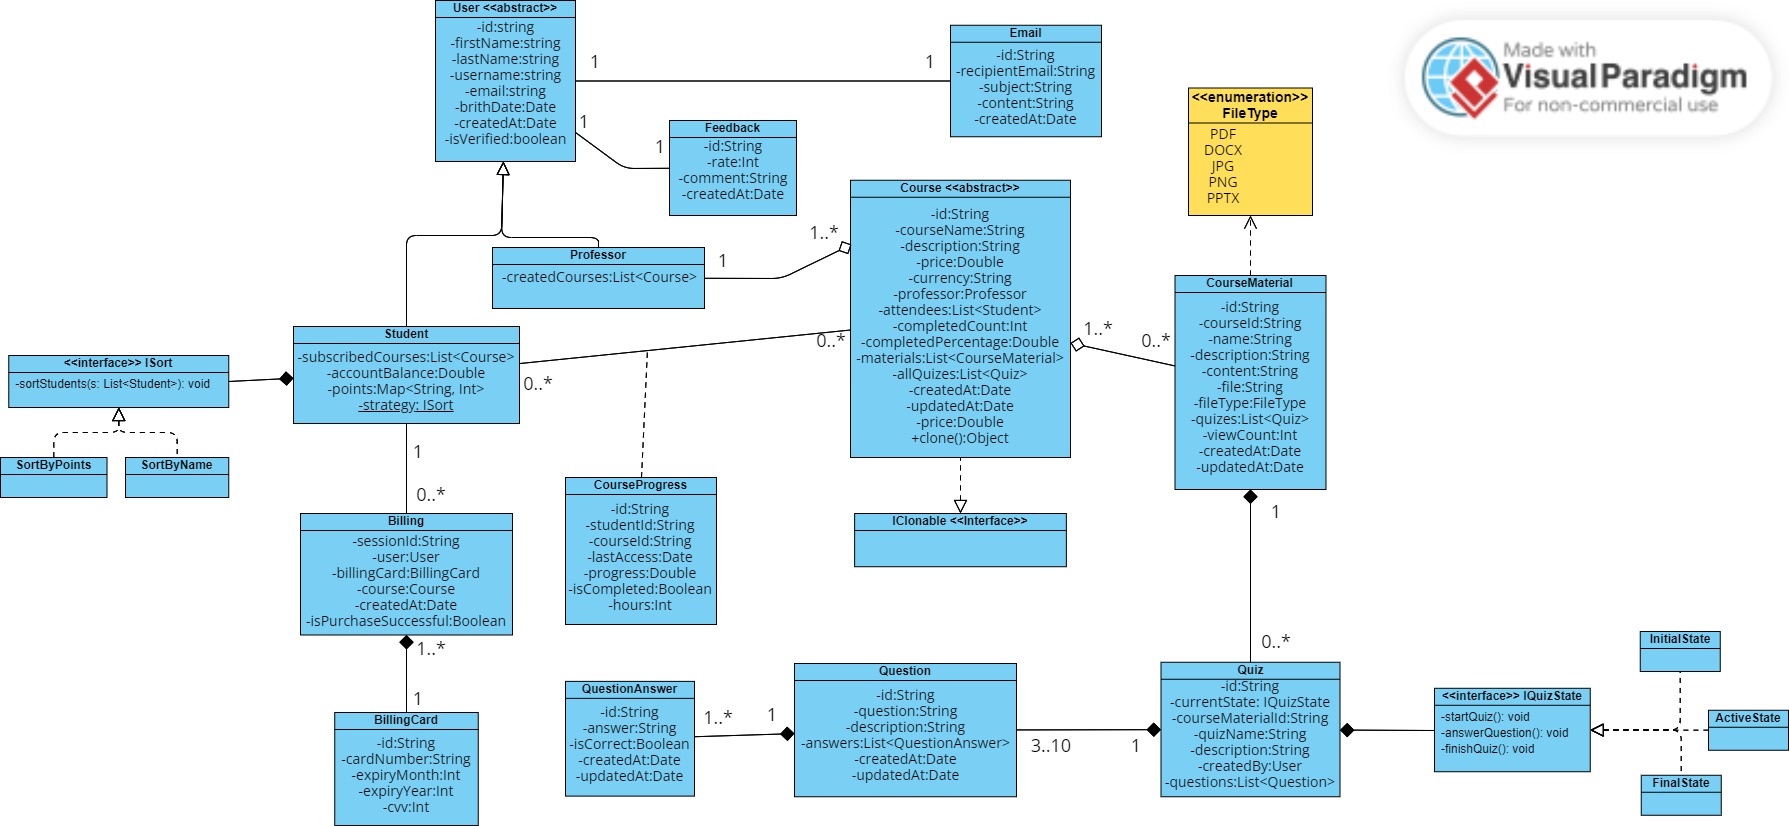 User <<abstract>>
-id:string
-firstName:string
-lastName:string
-username:string
-email:string
-brithDate:Date
-createdAt:Date
-isVerified:boolean
1
1
Email
-id:String
-recipientEmail:String
-subject:String
-content:String
-createdAt:Date
Made with
Visual Paradigm
For non-commercial use
1
1
Feedback
-id:String
-rate:Int
-comment:String
-createdAt:Date
<<enumeration>>
FileType
PDF
DOCX
JPG
PNG
PPTX
Professor
-createdCourses:List<Course>
1
1..*
Course <<abstract>>
-id:String
-courseName:String
-description:String
-price:Double
-currency:String
-professor:Professor
-attendees:List<Student>
-completedCount:Int
-completedPercentage:Double
-materials:List<CourseMaterial>
-allQuizes:List<Quiz>
-createdAt:Date
-updatedAt:Date
-price:Double
+clone():Object
1..*
0..*
CourseMaterial
-id:String
-courseId:String
-name:String
-description:String
-content:String
-file:String
-fileType:FileType
-quizes:List<Quiz>
-viewCount:Int
-createdAt:Date
-updatedAt:Date
<<interface>> ISort
-sortStudents(s: List<Student>): void
SortByPoints
SortByName
Student
-subscribedCourses:List<Course>
-accountBalance:Double
-points:Map<String, Int>
-strategy: ISort
0..*
0..*
1
0..*
Billing
-sessionId:String
-user:User
-billingCard:BillingCard
-course:Course
-createdAt:Date
-isPurchaseSuccessful:Boolean
1..*
1
BillingCard
-id:String
-cardNumber:String
-expiryMonth:Int
-expiryYear:Int
-cvv:Int
CourseProgress
-id:String
-studentId:String
-courseId:String
-lastAccess:Date
-progress:Double
-isCompleted:Boolean
-hours:Int
IClonable <<Interface>>
1
0..*
QuestionAnswer
-id:String
-answer:String
-isCorrect:Boolean
-createdAt:Date
-updatedAt:Date
1..*
1
Question
-id:String
-question:String
-description:String
-answers:List<QuestionAnswer>
-createdAt:Date
-updatedAt:Date
3..10
1
Quiz
-id:String
-currentState: IQuizState
-courseMaterialId:String
-quizName:String
-description:String
-createdBy:User
-questions:List<Question>
<<interface>> IQuizState
-startQuiz(): void
-answerQuestion(): void
-finishQuiz(): void
InitialState
ActiveState
FinalState